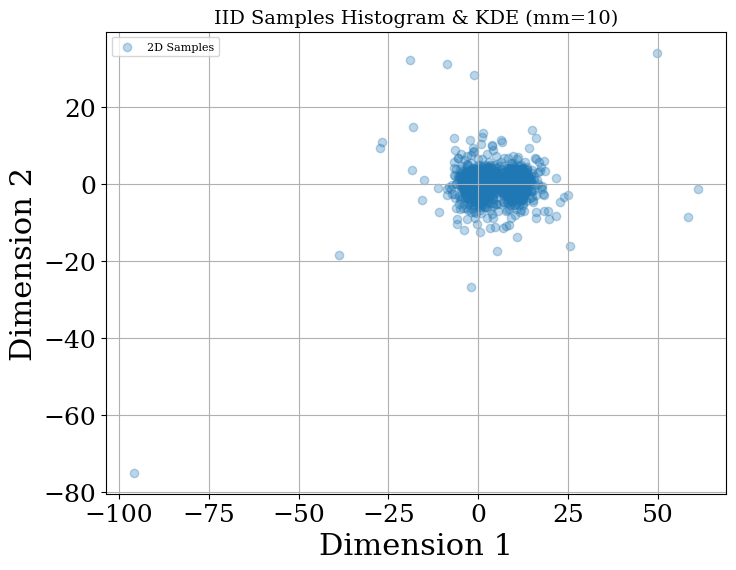 IID Samples Histogram & KDE (mm=10)
2D Samples
20
0
−20
−40
−60
−80
Dimension 2
−100 −75 −50 −25 0 25 50
Dimension 1